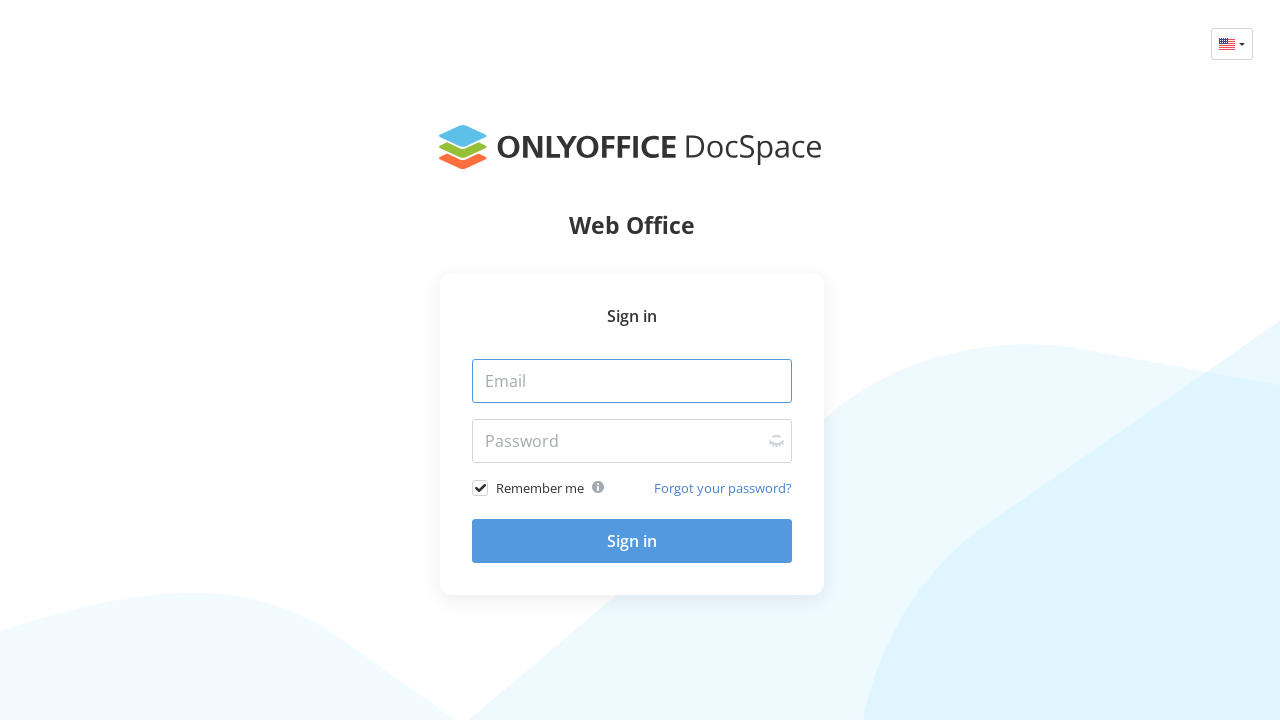 ONLYOFFICE DocSpace
Web Office
Sign in
Email
Password
Remember me
Forgot your password?
Sign in